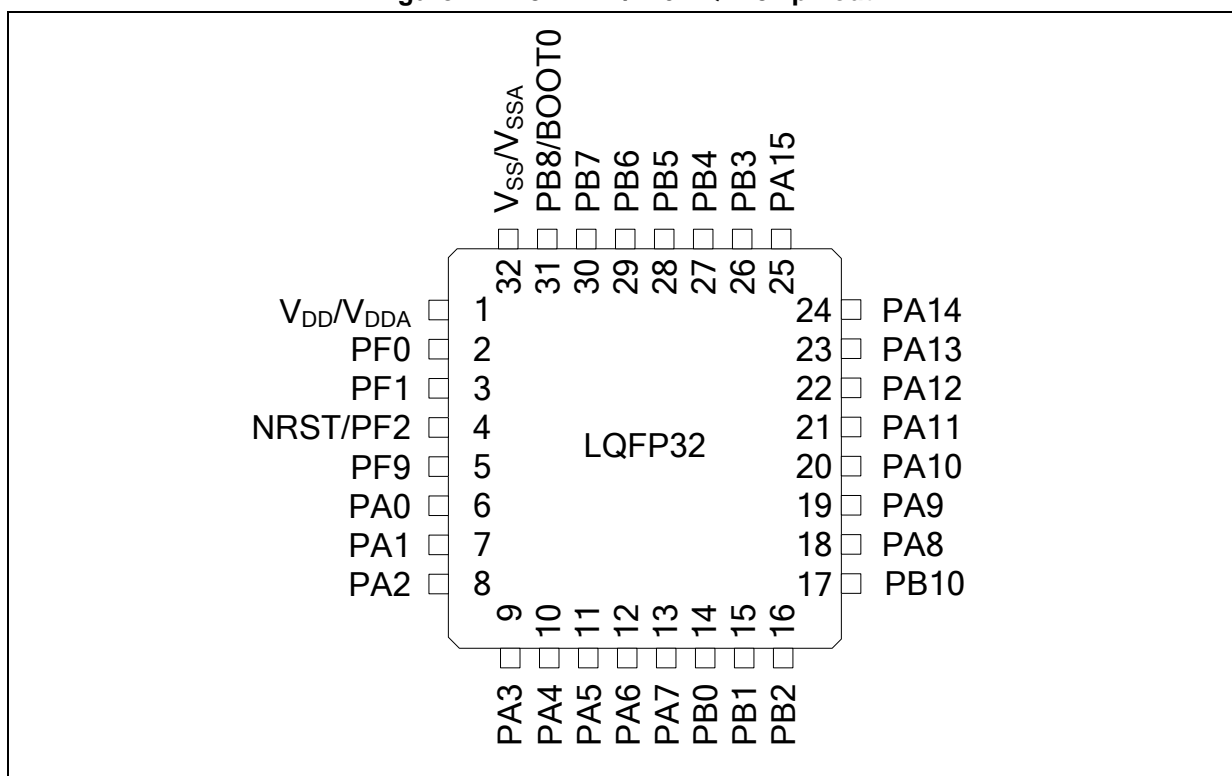 VSS/VSSA
PB8/BOOT0
PB7
PB6
PB5
PB4
PB3
PA15
32
31
30
29
28
27
26
25
VDD/VDDA 1
PF0 2
PF1 3
NRST/PF2 4
PF9 5
PA0 6
PA1 7
PA2 8
LQFP32
24 PA14
23 PA13
22 PA12
21 PA11
20 PA10
19 PA9
18 PA8
17 PB10
9
10
11
12
13
14
15
16
PA3
PA4
PA5
PA6
PA7
PB0
PB1
PB2